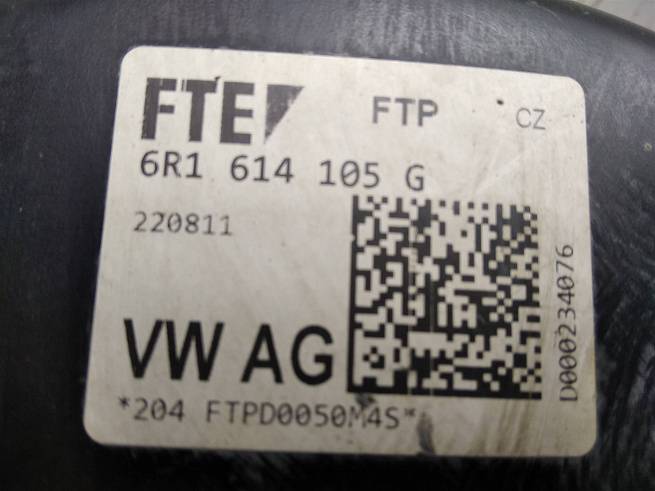 FTE FTP CZ
6R1 614 105 G
220811
VW AG
*204 FTPD0050M4S*
D000234076